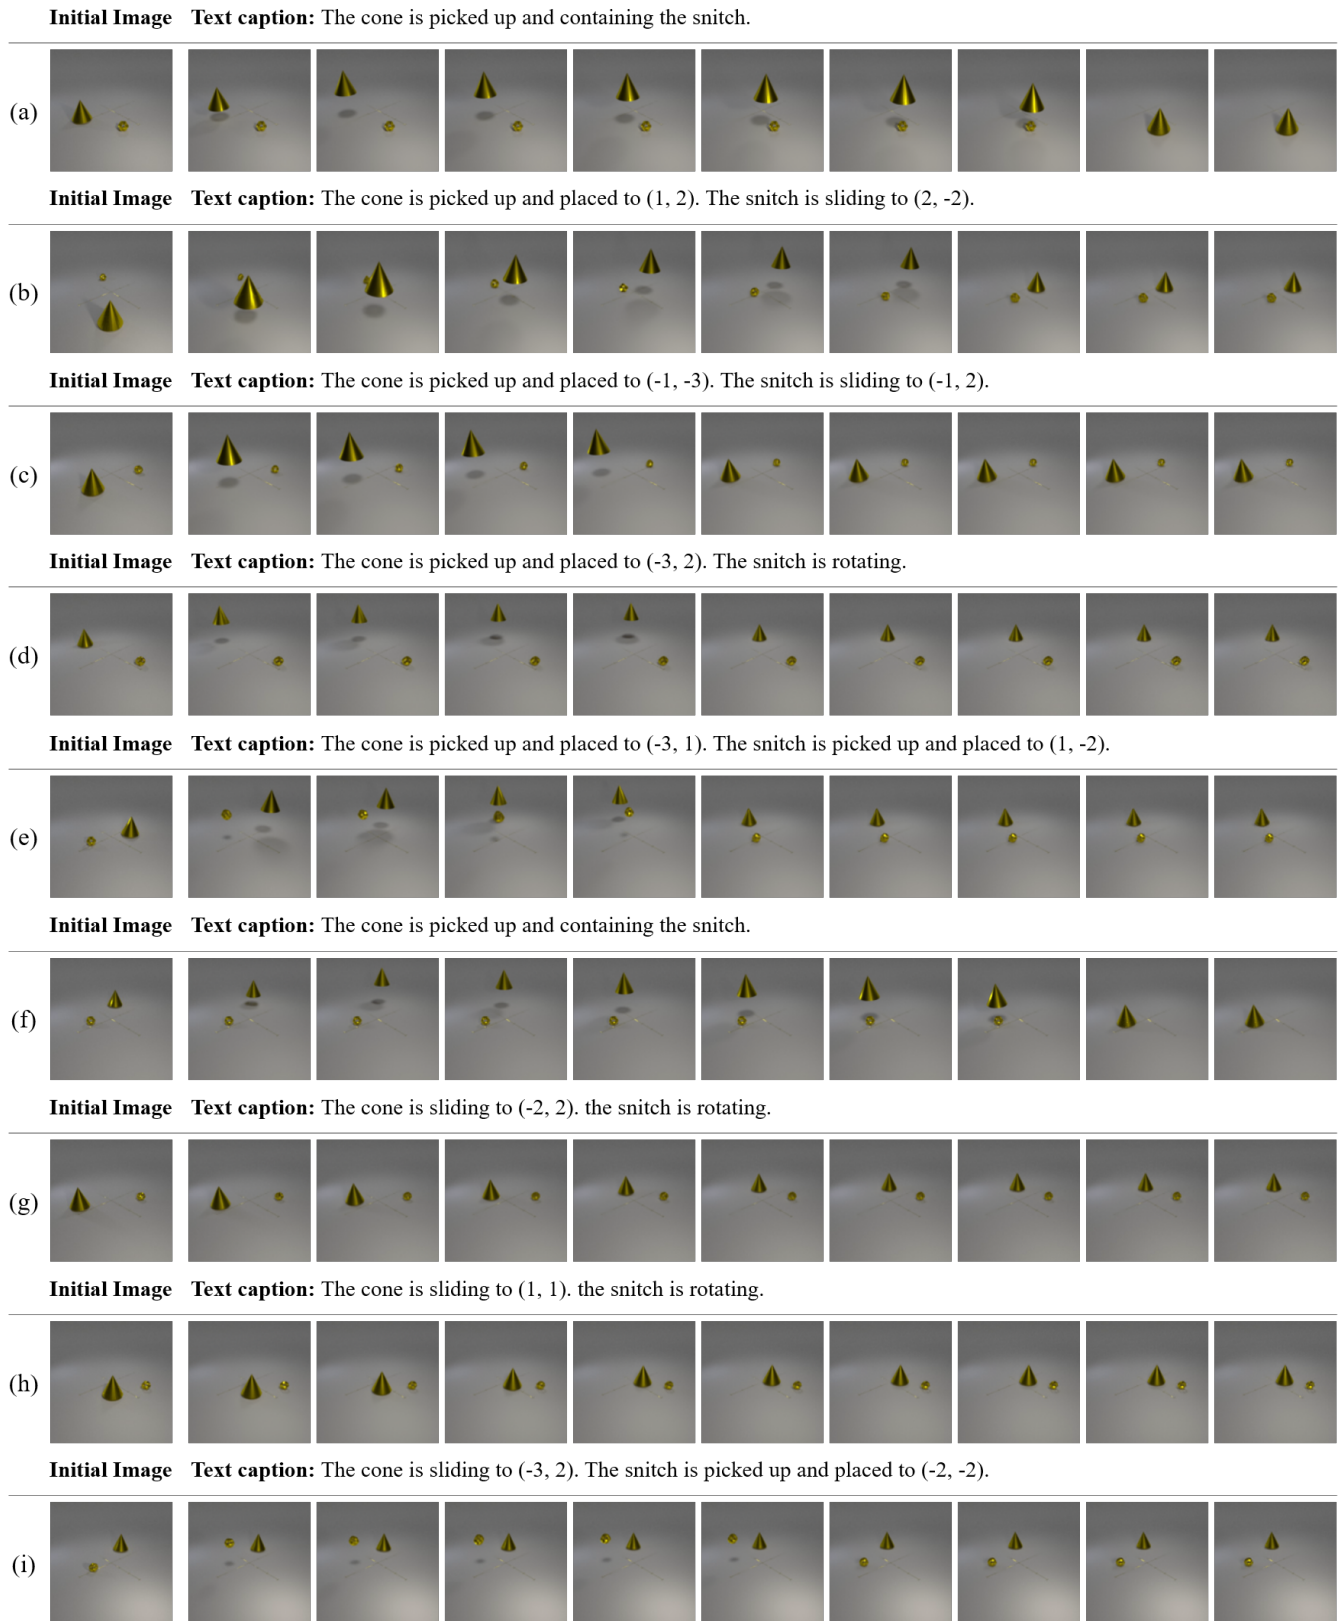 Initial Image Text caption: The cone is picked up and containing the snitch.
(a)
Initial Image Text caption: The cone is picked up and placed to (1, 2). The snitch is sliding to (2, -2).
(b)
Initial Image Text caption: The cone is picked up and placed to (-1, -3). The snitch is sliding to (-1, 2).
(c)
Initial Image Text caption: The cone is picked up and placed to (-3, 2). The snitch is rotating.
(d)
Initial Image Text caption: The cone is picked up and placed to (-3, 1). The snitch is picked up and placed to (1, -2).
(e)
Initial Image Text caption: The cone is picked up and containing the snitch.
(f)
Initial Image Text caption: The cone is sliding to (-2, 2). the snitch is rotating.
(g)
Initial Image Text caption: The cone is sliding to (1, 1). the snitch is rotating.
(h)
Initial Image Text caption: The cone is sliding to (-3, 2). The snitch is picked up and placed to (-2, -2).
(i)